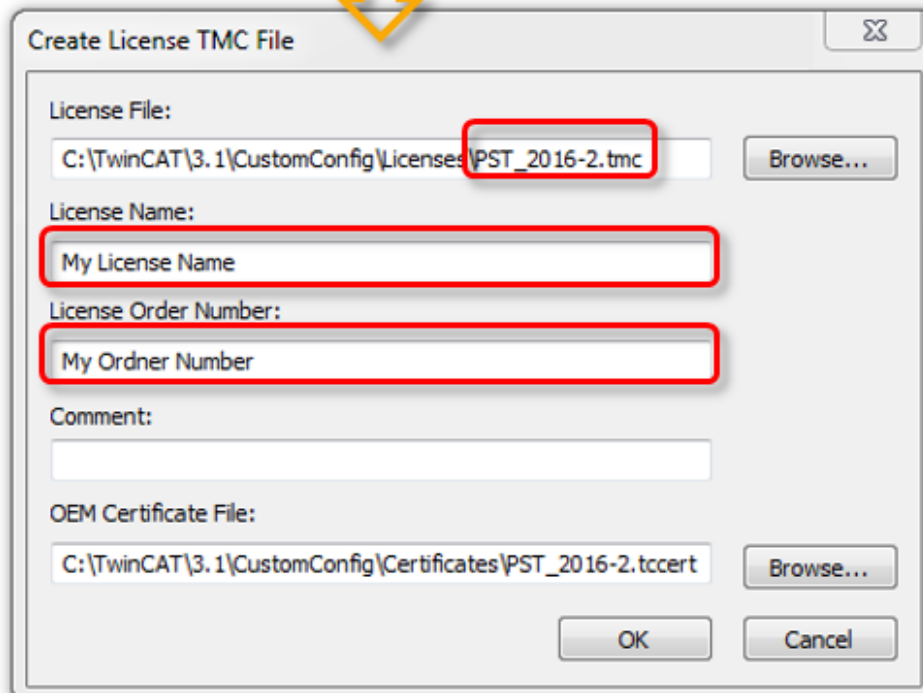 Create License TMC File
License File:
C:\TwinCAT\3.1\CustomConfig\Licenses\PST_2016-2.tmc
Browse...
License Name:
My License Name
License Order Number:
My Ordner Number
Comment:
OEM Certificate File:
C:\TwinCAT\3.1\CustomConfig\Certificates\PST_2016-2.tccert
Browse...
OK
Cancel